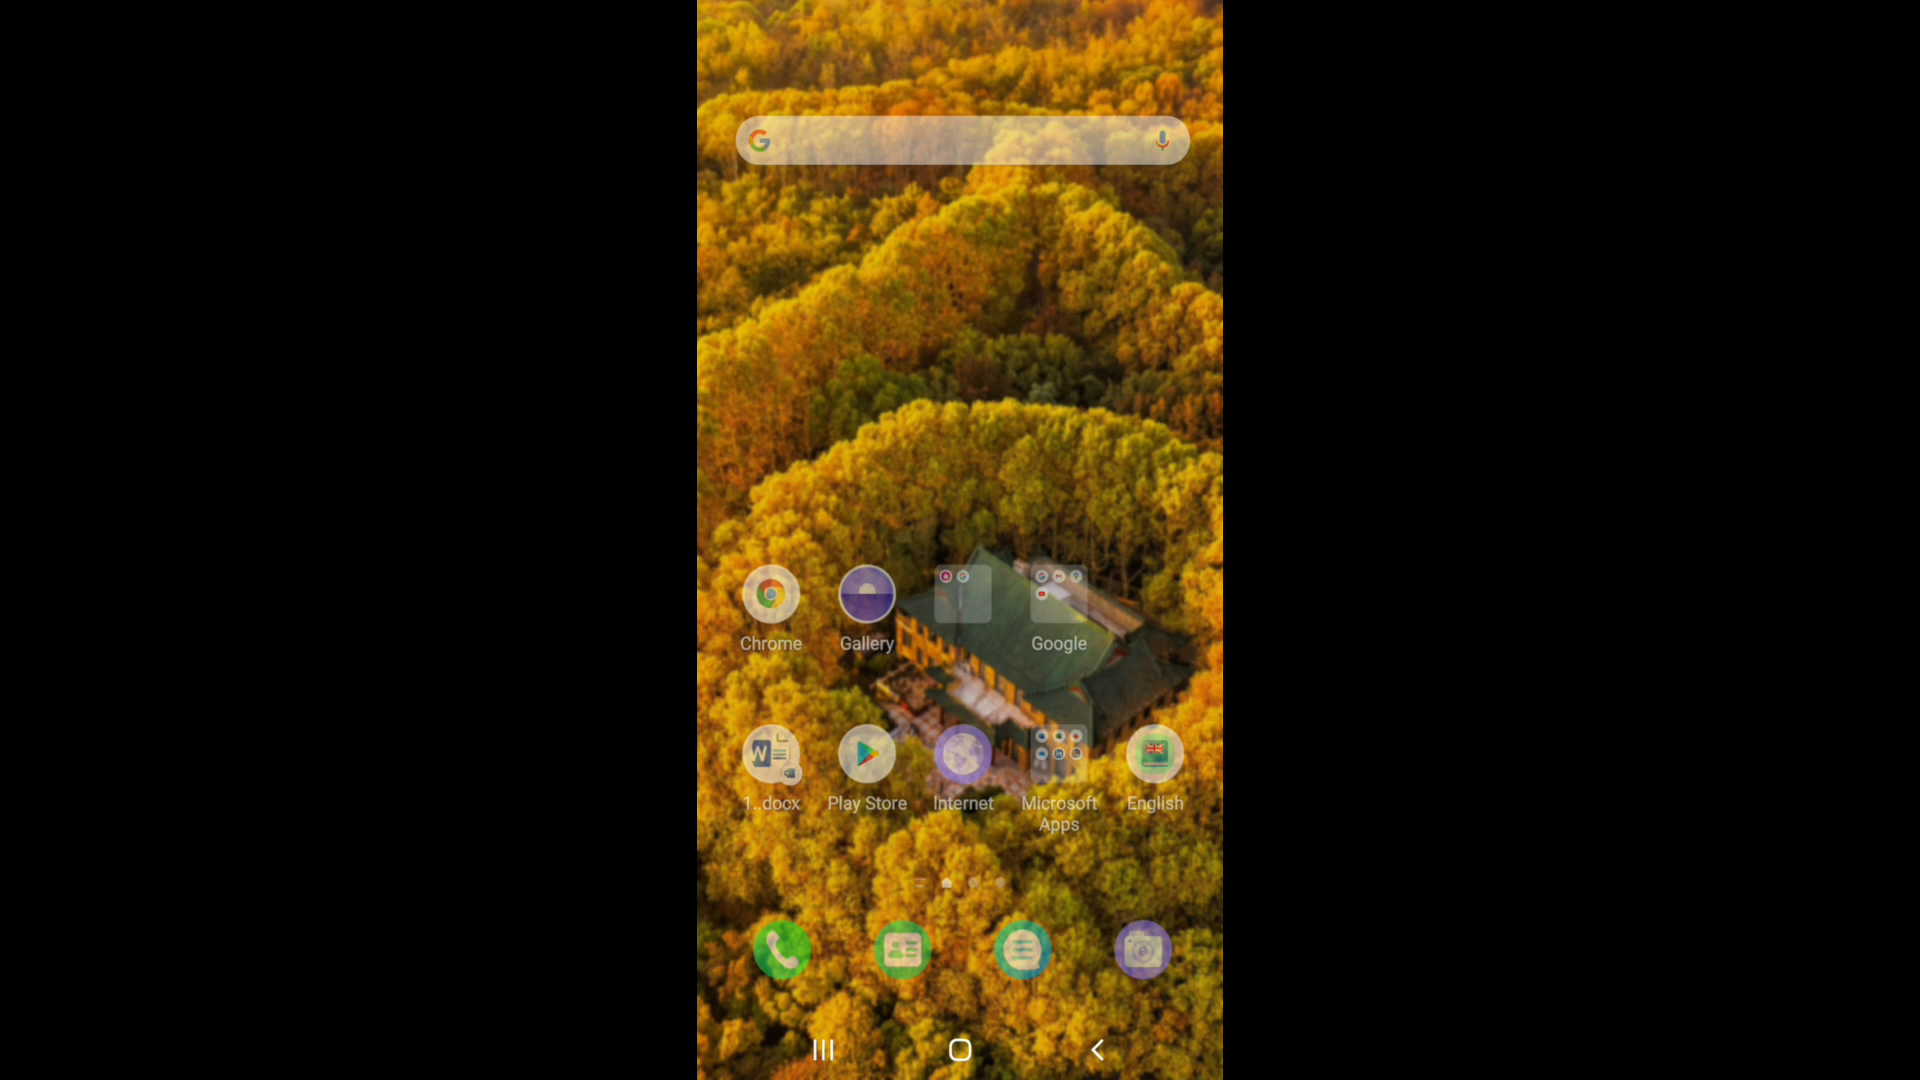 Chrome
Gallery
Google
1..docx
Play Store
Internet
Microsoft
Apps
English